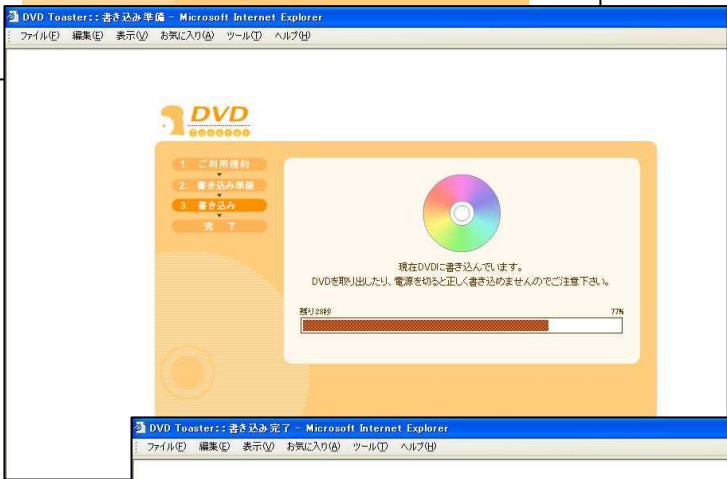 DVD Toaster::書き込み準備 - Microsoft Internet Explorer
ファイル(F) 編集(E) 表示(V) お気に入り(A) ツール(T) ヘルプ(H)
DVD
Toaster
1. ご利用規約
2. 書き込み準備
3. 書き込み
完 了
現在DVDに書き込んでいます。
DVDを取り出したり、電源を切ると正しく書き込めませんのでご注意下さい。
残り28秒 77%
DVD Toaster::書き込み完了 - Microsoft Internet Explorer
ファイル(F) 編集(E) 表示(V) お気に入り(A) ツール(T) ヘルプ(H)